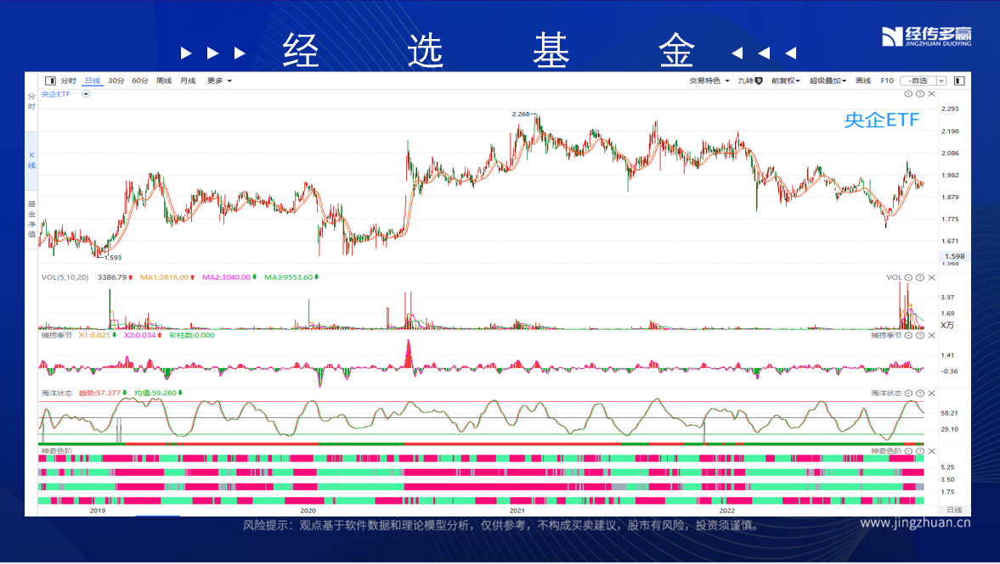 经 选 基 金
经传多赢
JINGZHUAN DUOYING
分时 日线 30分 60分 周线 月线 更多
交易特色 九转 9 前复权 超级叠加 画线 F10 -自选
分时
K线
基金净值
央企ETF
央企ETF
2.268
1.593
2.293
2.190
2.086
1.982
1.879
1.775
1.671
1.598
1.568
VOL(5,10,20) 3386.79 MA1:2816.00 MA2:3040.00 MA3:9553.60
VOL
3.37
1.69
X万
捕捞季节 X1:0.021 X2:0.034 彩柱数:0.000
捕捞季节
1.41
-0.36
海洋状态 趋势:57.377 均值:59.280
海洋状态
58.21
29.10
神奇色阶
神奇色阶
5.25
3.50
1.75
2019 2020 2021 2022 日线
风险提示：观点基于软件数据和理论模型分析，仅供参考，不构成买卖建议，股市有风险，投资须谨慎。
www.jingzhuan.cn